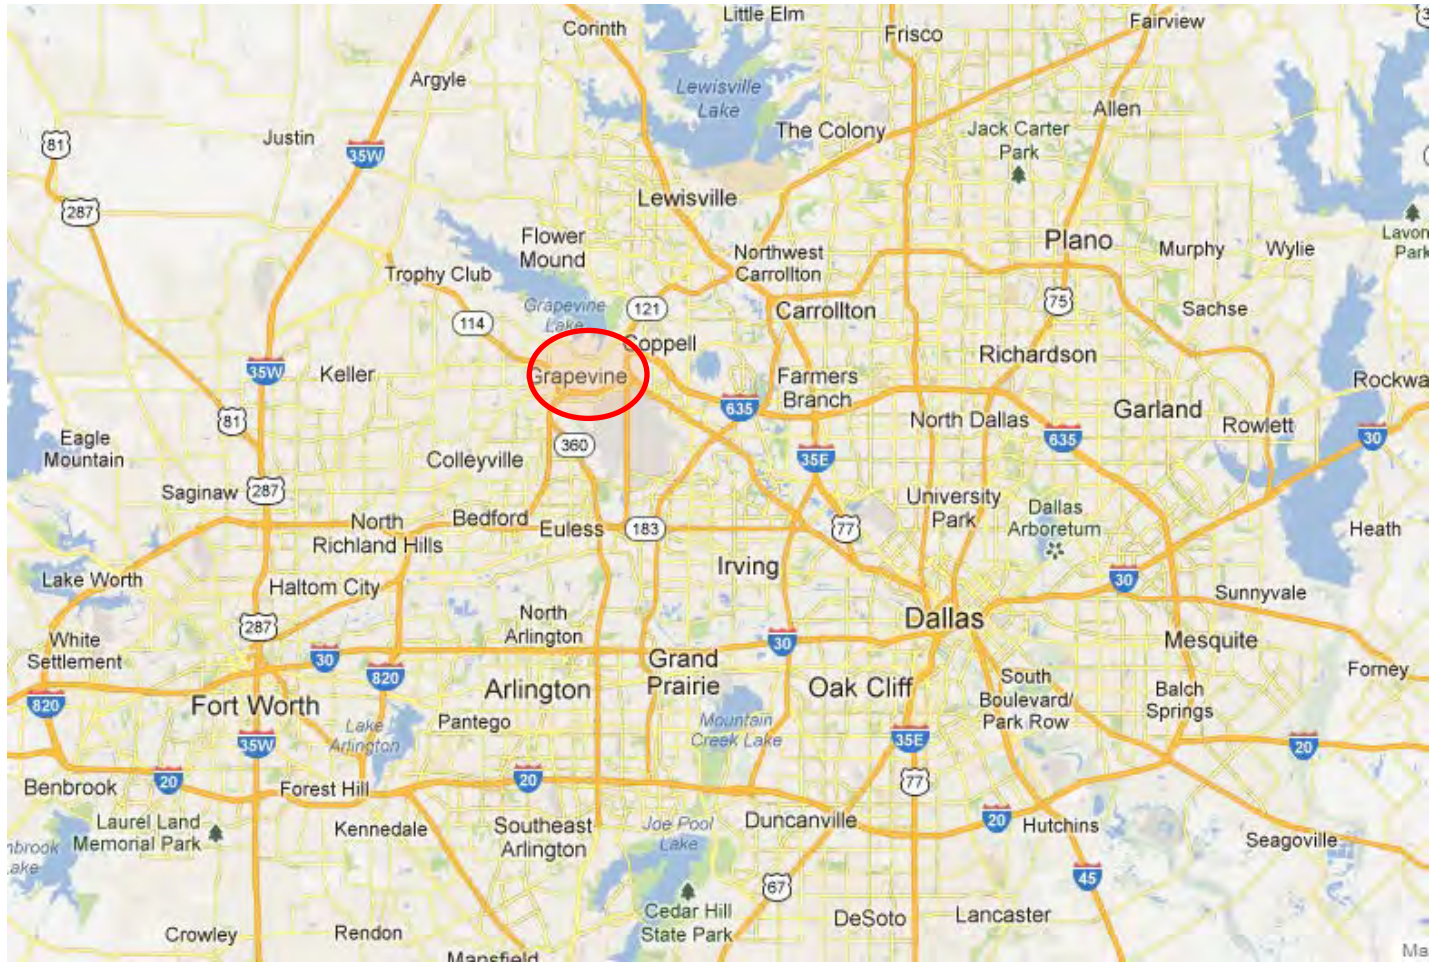 Little Elm
Corinth
Fairview
Frisco
Argyle
Lewisville
Lake
Allen
The Colony
Jack Carter
Park
Justin
81
35W
Lewisville
287
Flower
Mound
Northwest
Carrollton
Plano
Murphy
Wylie
Lavon
Park
Trophy Club
Grapevine
Lake
121
114
Carrollton
75
Sachse
Coppell
Richardson
35W
Keller
Grapevine
Farmers
Branch
Rockwa
635
Garland
81
North Dallas
Rowlett
Eagle
Mountain
360
635
30
Colleyville
35E
Saginaw
287
University
Park
Dallas
Arboretum
North
Richland Hills
Bedford
Euless
183
77
Heath
Irving
Lake Worth
Haltom City
30
Sunnyvale
North
Arlington
Dallas
287
White
Settlement
30
30
Mesquite
820
Grand
Prairie
Forney
820
Fort Worth
Arlington
Oak Cliff
South
Boulevard/
Park Row
Balch
Springs
Lake
Arlington
Pantego
Mountain
Creek Lake
35W
35E
20
Benbrook
20
Forest Hill
20
77
Laurel Land
Memorial Park
Kennedale
Southeast
Arlington
Joe Pool
Lake
Duncanville
20
Hutchins
Seagoville
nbrook
ake
67
45
Cedar Hill
State Park
DeSoto
Lancaster
Crowley
Rendon
Mansfield
Ma